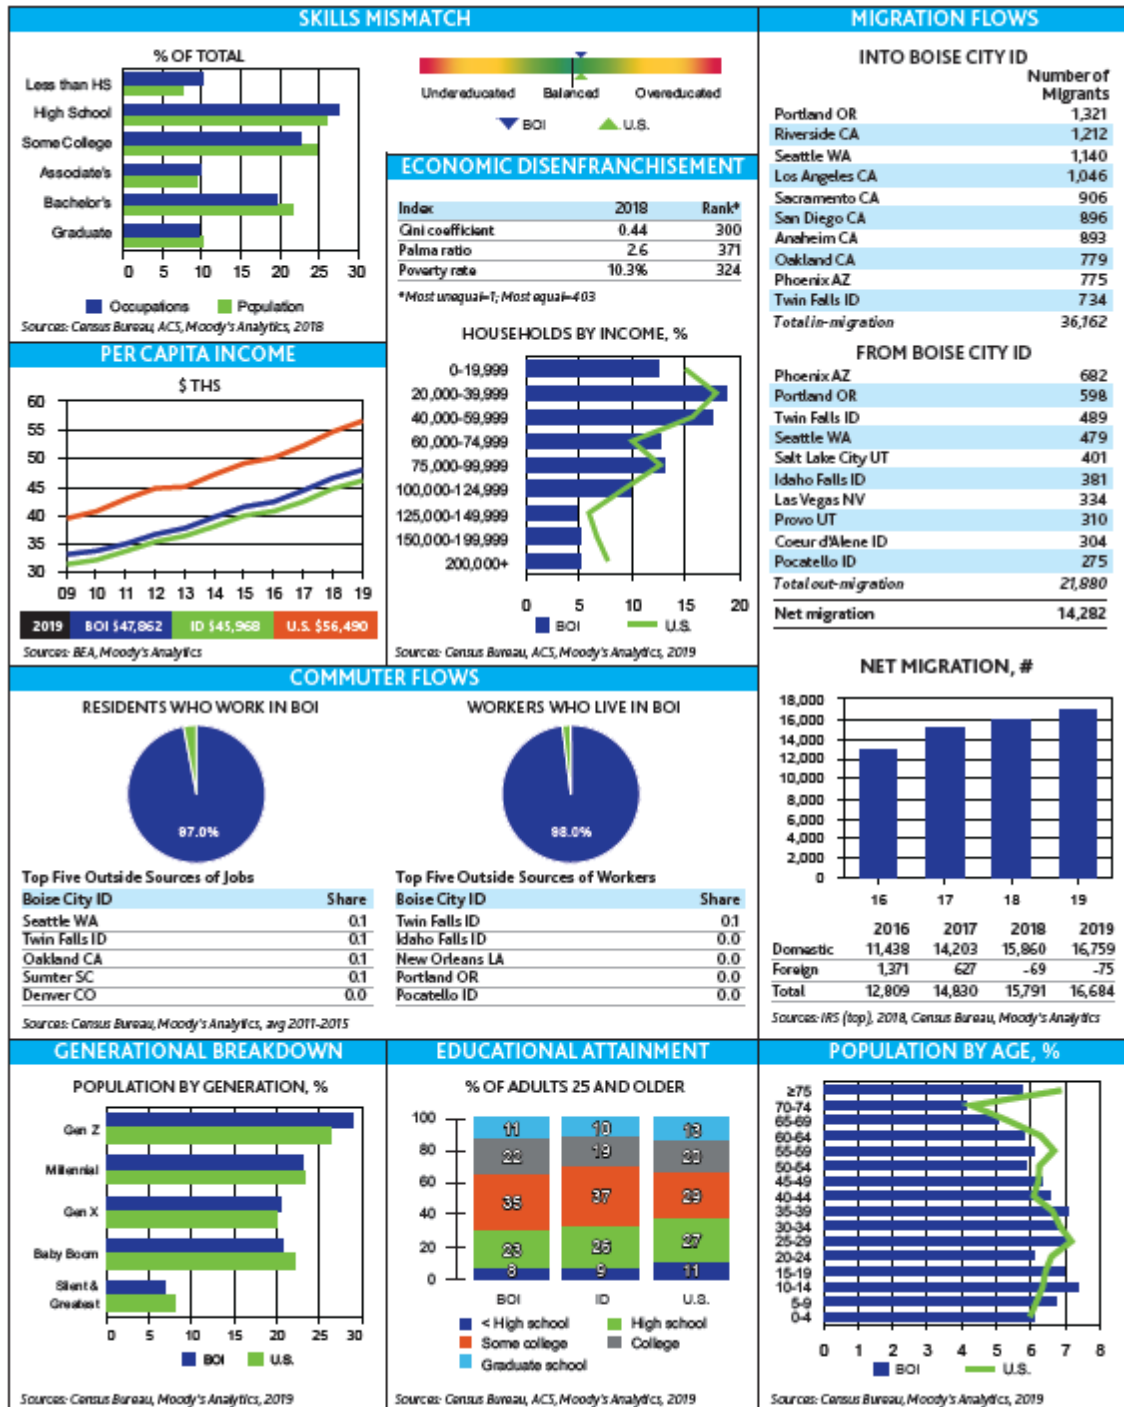 SKILLS MISMATCH
% OF TOTAL
Less than HS
High School
Some College
Associate's
Bachelor's
Graduate
0 5 10 15 20 25 30
Occupations Population
Sources: Census Bureau, ACS, Moody's Analytics, 2018
Undereducated Balanced Overeducated
BOI U.S.
ECONOMIC DISENFRANCHISEMENT
Index 2018 Rank*
Gini coefficient 0.44 300
Palma ratio 2.6 371
Poverty rate 10.3% 324
*Most unequal=1; Most equal=403
HOUSEHOLDS BY INCOME, %
0-19,999
20,000-39,999
40,000-59,999
60,000-74,999
75,000-99,999
100,000-124,999
125,000-149,999
150,000-199,999
200,000+
0 5 10 15 20
BOI U.S.
Sources: Census Bureau, ACS, Moody's Analytics, 2019
PER CAPITA INCOME
$ THS
60
55
50
45
40
35
30
09 10 11 12 13 14 15 16 17 18 19
2019 BOI $47,862 ID $45,968 U.S. $56,490
Sources: BEA, Moody's Analytics
MIGRATION FLOWS
INTO BOISE CITY ID
Number of
Migrants
Portland OR 1,321
Riverside CA 1,212
Seattle WA 1,140
Los Angeles CA 1,046
Sacramento CA 906
San Diego CA 896
Anaheim CA 893
Oakland CA 779
Phoenix AZ 775
Twin Falls ID 734
Total in-migration 36,162
FROM BOISE CITY ID
Phoenix AZ 682
Portland OR 598
Twin Falls ID 489
Seattle WA 479
Salt Lake City UT 401
Idaho Falls ID 381
Las Vegas NV 334
Provo UT 310
Coeur d'Alene ID 304
Pocatello ID 275
Total out-migration 21,880
Net migration 14,282
NET MIGRATION, #
18,000
16,000
14,000
12,000
10,000
8,000
6,000
4,000
2,000
0
16 17 18 19
2016 2017 2018 2019
Domestic 11,438 14,203 15,860 16,759
Foreign 1,371 627 -69 -75
Total 12,809 14,830 15,791 16,684
Sources: IRS (top), 2018, Census Bureau, Moody's Analytics
COMMUTER FLOWS
RESIDENTS WHO WORK IN BOI
97.0%
Top Five Outside Sources of Jobs
Boise City ID Share
Seattle WA 0.1
Twin Falls ID 0.1
Oakland CA 0.1
Sumter SC 0.1
Denver CO 0.0
WORKERS WHO LIVE IN BOI
98.0%
Top Five Outside Sources of Workers
Boise City ID Share
Twin Falls ID 0.1
Idaho Falls ID 0.0
New Orleans LA 0.0
Portland OR 0.0
Pocatello ID 0.0
Sources: Census Bureau, Moody's Analytics, avg 2011-2015
GENERATIONAL BREAKDOWN
POPULATION BY GENERATION, %
Gen Z
Millennial
Gen X
Baby Boom
Silent &
Greatest
0 5 10 15 20 25 30
BOI U.S.
Sources: Census Bureau, Moody's Analytics, 2019
EDUCATIONAL ATTAINMENT
% OF ADULTS 25 AND OLDER
100
80
60
40
20
0
11 10 13
22 19 20
35 37 29
23 26 27
8 9 11
BOI ID U.S.
< High school High school
Some college College
Graduate school
Sources: Census Bureau, ACS, Moody's Analytics, 2019
POPULATION BY AGE, %
≥75
70-74
65-69
60-64
55-59
50-54
45-49
40-44
35-39
30-34
25-29
20-24
15-19
10-14
5-9
0-4
0 1 2 3 4 5 6 7 8
BOI U.S.
Sources: Census Bureau, Moody's Analytics, 2019